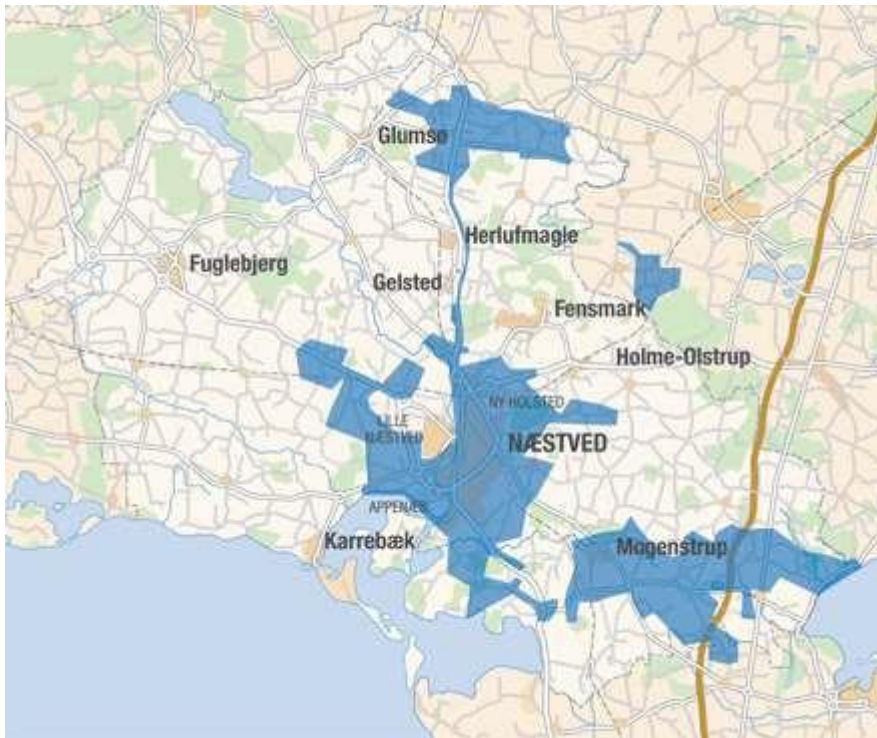 Glumsø
Herlufmagle
Fuglebjerg
Gelsted
Fensmark
Holme-Olstrup
NY HOLSTED
LILLE
NÆSTVED
NÆSTVED
APPENÆS
Karrebæk
Mogenstrup